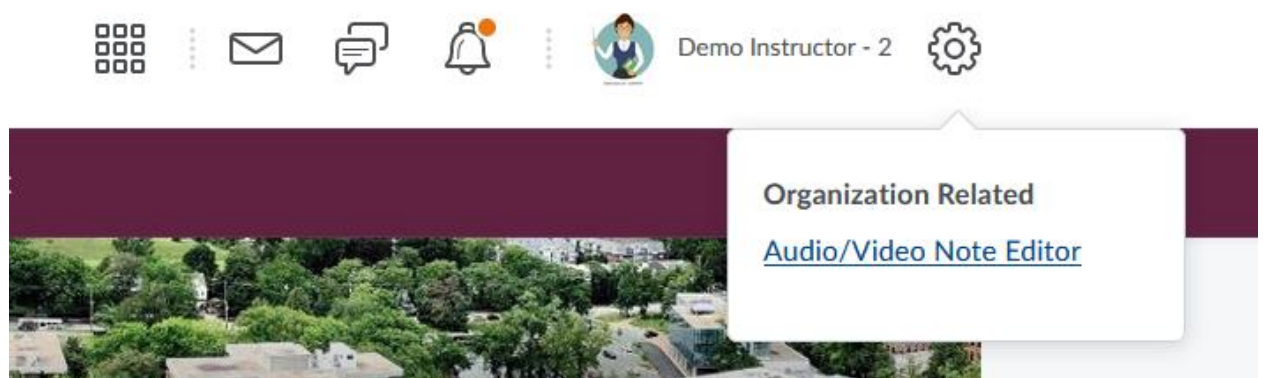 Demo Instructor - 2
Organization Related
Audio/Video Note Editor